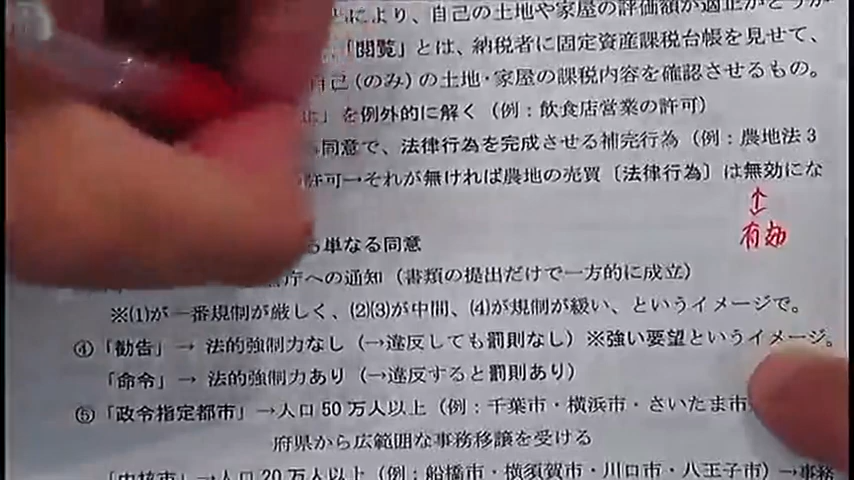 により、自己の土地や家屋の評価額が適正かどうか
「閲覧」とは、納税者に固定資産課税台帳を見せて、
自己(のみ)の土地・家屋の課税内容を確認させるもの。
」を例外的に解く(例：飲食店営業の許可)
同意で、法律行為を完成させる補完行為(例：農地法3
許可→それが無ければ農地の売買〔法律行為〕は無効にな
有効
単なる同意
庁への通知(書類の提出だけで一方的に成立)
※(1)が一番規制が厳しく、(2)(3)が中間、(4)が規制が緩い、というイメージで。
④「勧告」→ 法的強制力なし(→違反しても罰則なし)※強い要望というイメージ。
「命令」→ 法的強制力あり(→違反すると罰則あり)
⑤「政令指定都市」→人口50万人以上(例：千葉市・横浜市・さいたま市
府県から広範囲な事務移譲を受ける
「中核市」→人口20万人以上(例：船橋市・横須賀市・川口市・八王子市)→事務